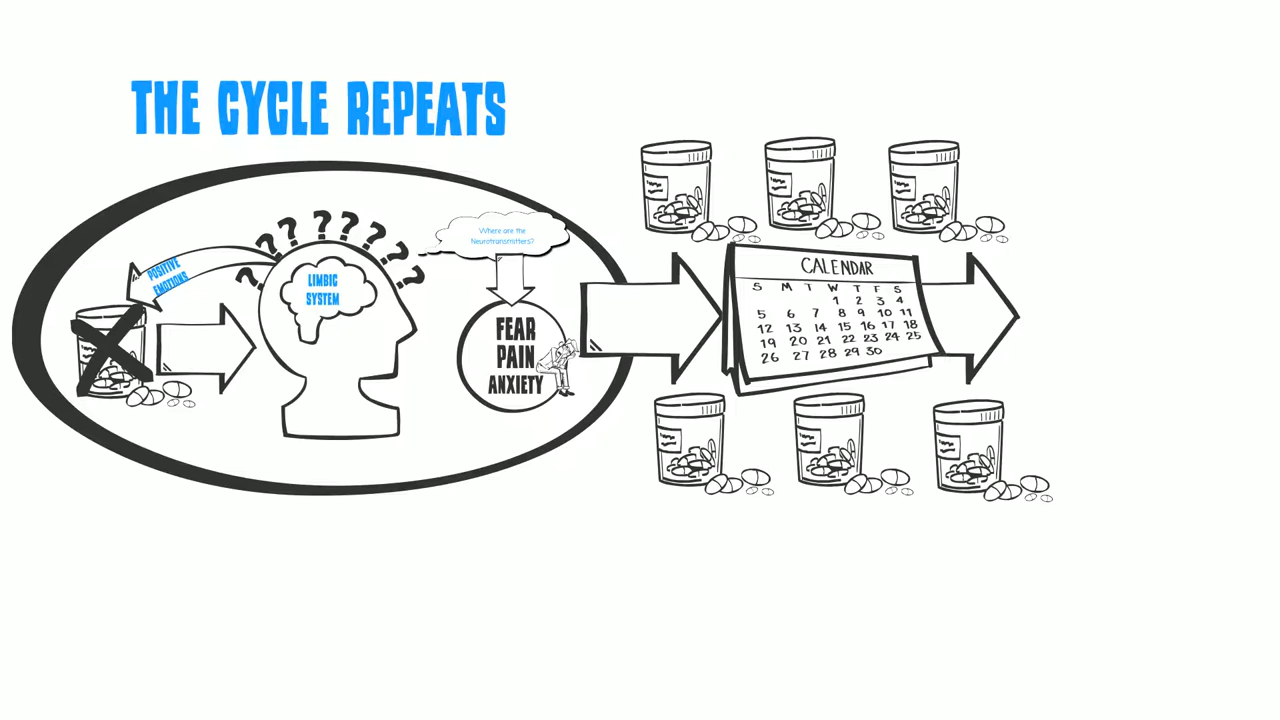 THE CYCLE REPEATS
???????
Where are the
Neurotransmitters?
POSITIVE
EMOTIONS
LIMBIC
SYSTEM
FEAR
PAIN
ANXIETY
CALENDAR
S M T W T F S
1 2 3 4
5 6 7 8 9 10 11
12 13 14 15 16 17 18
19 20 21 22 23 24 25
26 27 28 29 30